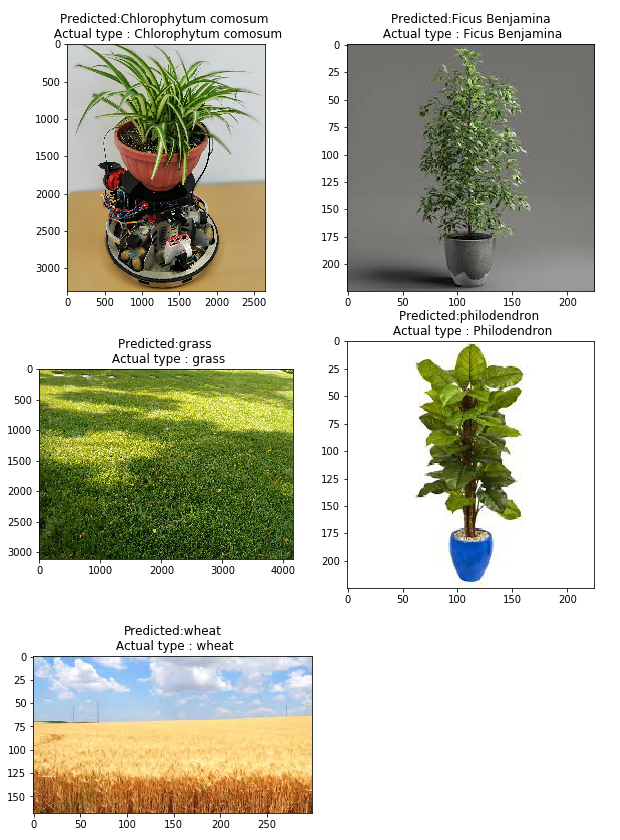 Predicted:Chlorophytum comosum
Actual type : Chlorophytum comosum
0
500
1000
1500
2000
2500
3000
0 500 1000 1500 2000 2500
Predicted:Ficus Benjamina
Actual type : Ficus Benjamina
0
25
50
75
100
125
150
175
200
0 50 100 150 200
Predicted:grass
Actual type : grass
0
500
1000
1500
2000
2500
3000
0 1000 2000 3000 4000
Predicted:philodendron
Actual type : Philodendron
0
25
50
75
100
125
150
175
200
0 50 100 150 200
Predicted:wheat
Actual type : wheat
0
25
50
75
100
125
150
0 50 100 150 200 250